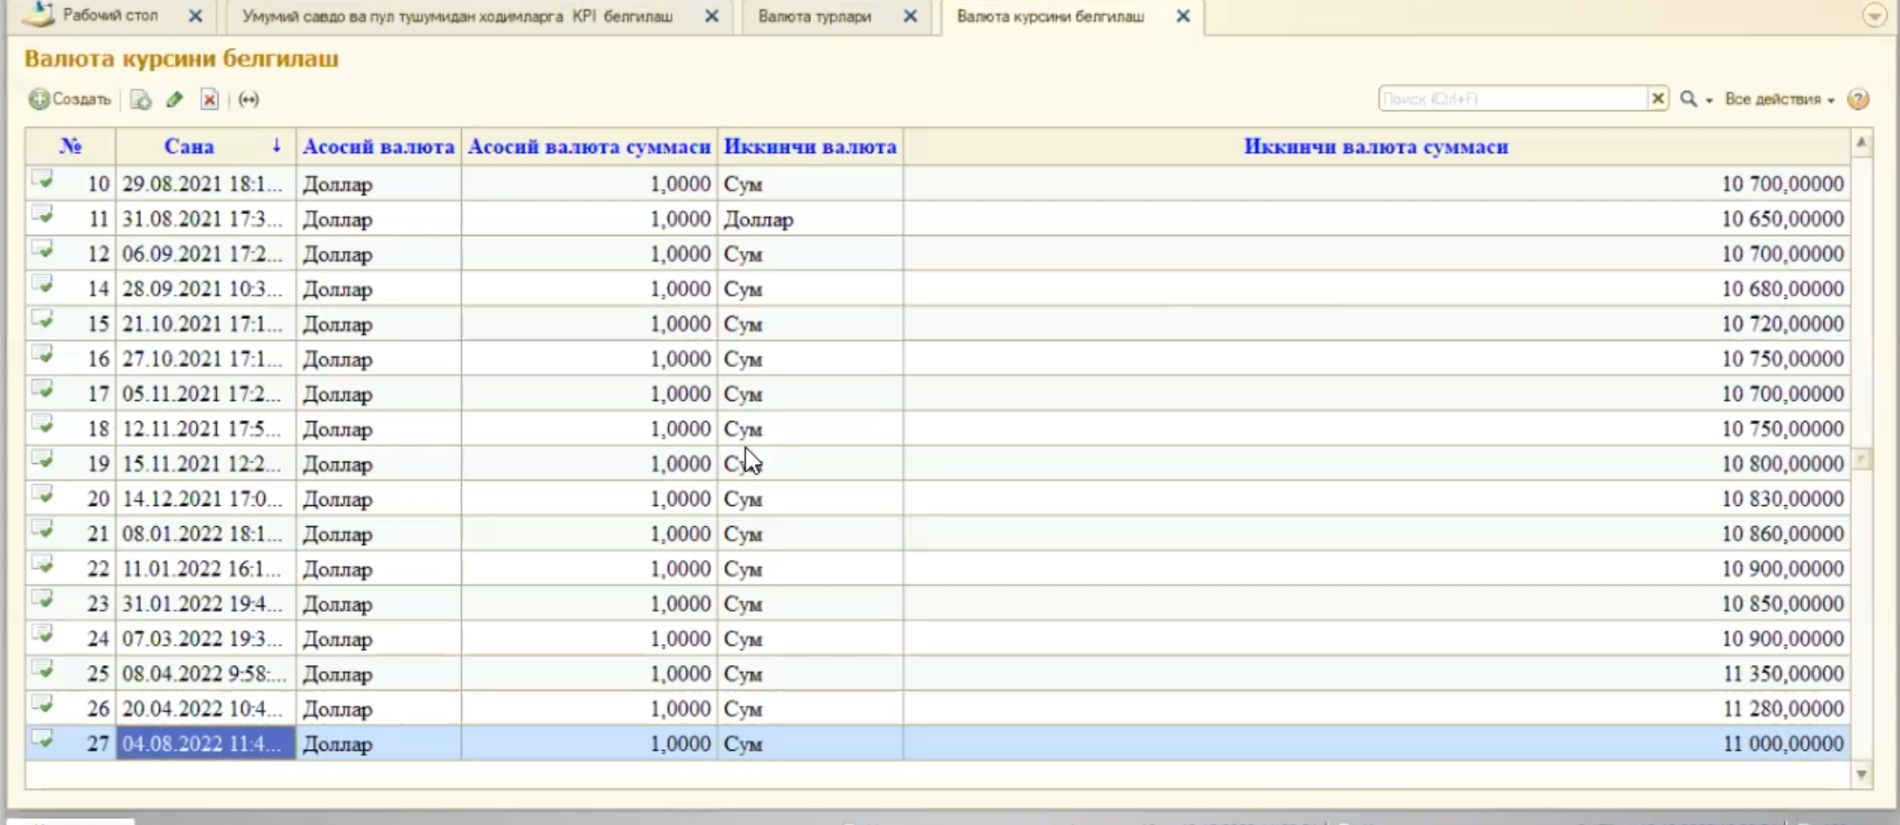 Рабочий стол Умумий савдо ва пул тушумидан ходимларга KPI белгилаш Валюта турлари Валюта курсини белгилаш
Валюта курсини белгилаш
Создать Поиск (Ctrl+F) Все действия
№ Сана ↓ Асосий валюта Асосий валюта суммаси Иккинчи валюта Иккинчи валюта суммаси
10 29.08.2021 18:1... Доллар 1,0000 Сум 10 700,00000
11 31.08.2021 17:3... Доллар 1,0000 Доллар 10 650,00000
12 06.09.2021 17:2... Доллар 1,0000 Сум 10 700,00000
14 28.09.2021 10:3... Доллар 1,0000 Сум 10 680,00000
15 21.10.2021 17:1... Доллар 1,0000 Сум 10 720,00000
16 27.10.2021 17:1... Доллар 1,0000 Сум 10 750,00000
17 05.11.2021 17:2... Доллар 1,0000 Сум 10 700,00000
18 12.11.2021 17:5... Доллар 1,0000 Сум 10 750,00000
19 15.11.2021 12:2... Доллар 1,0000 Сум 10 800,00000
20 14.12.2021 17:0... Доллар 1,0000 Сум 10 830,00000
21 08.01.2022 18:1... Доллар 1,0000 Сум 10 860,00000
22 11.01.2022 16:1... Доллар 1,0000 Сум 10 900,00000
23 31.01.2022 19:4... Доллар 1,0000 Сум 10 850,00000
24 07.03.2022 19:3... Доллар 1,0000 Сум 10 900,00000
25 08.04.2022 9:58:... Доллар 1,0000 Сум 11 350,00000
26 20.04.2022 10:4... Доллар 1,0000 Сум 11 280,00000
27 04.08.2022 11:4... Доллар 1,0000 Сум 11 000,00000